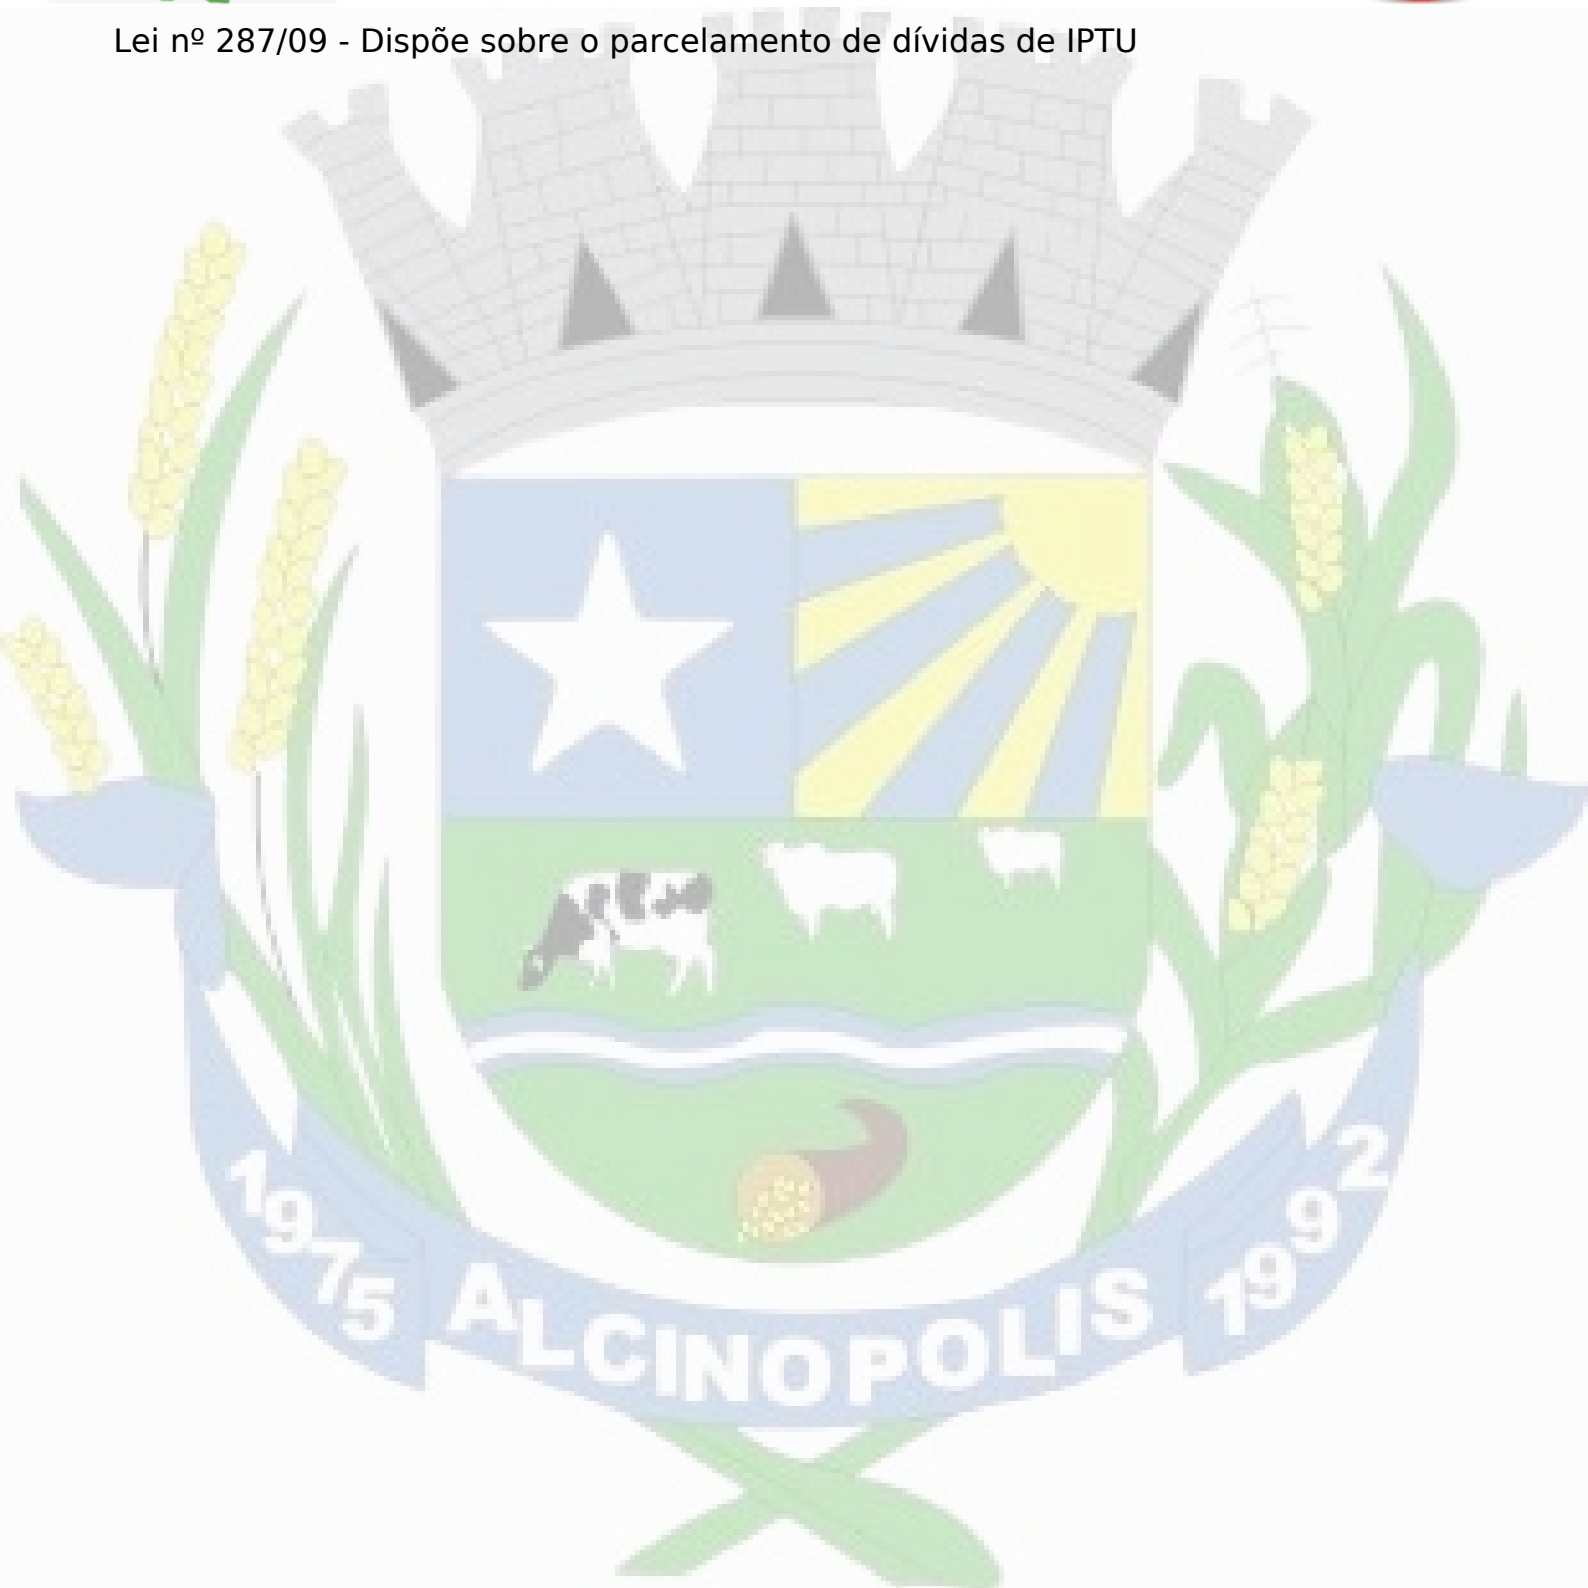 Lei nº 287/09 - Dispõe sobre o parcelamento de dívidas de IPTU
1975 ALCINOPOLIS 1992